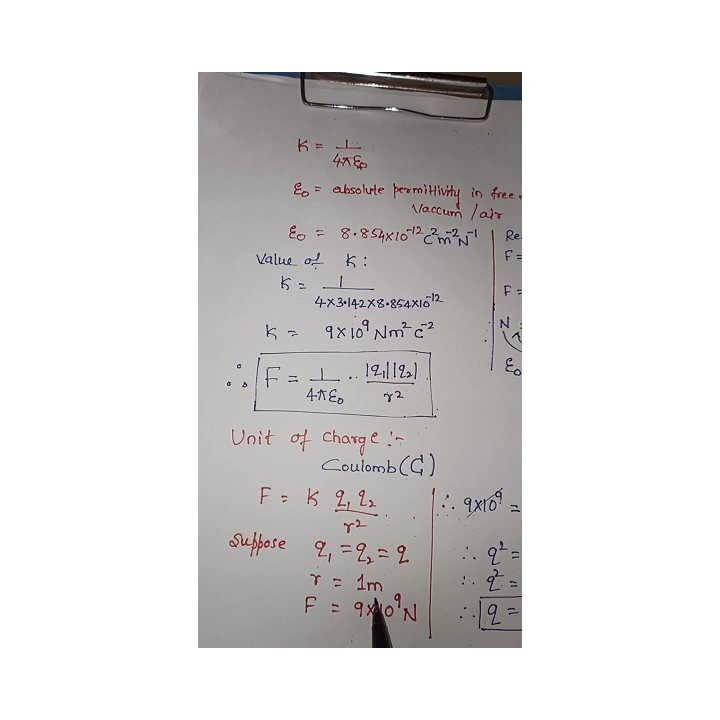 K = 1/4πε₀
ε₀ = absolute permittivity in free
Vaccum / air
ε₀ = 8.854×10⁻¹² C²m⁻²N⁻¹
Value of K :
K = 1/4×3.142×8.854×10⁻¹²
K = 9×10⁹ Nm²C⁻²
∴ F = 1/4πε₀ · |q₁||q₂|/r²
Unit of charge :-
Coulomb (C)
F = K q₁q₂/r²
Suppose q₁ = q₂ = q
r = 1m
F = 9×10⁹ N
Re
F =
F =
N
ε₀
∴ 9×10⁹ =
∴ q² =
∴ q² =
∴ q =